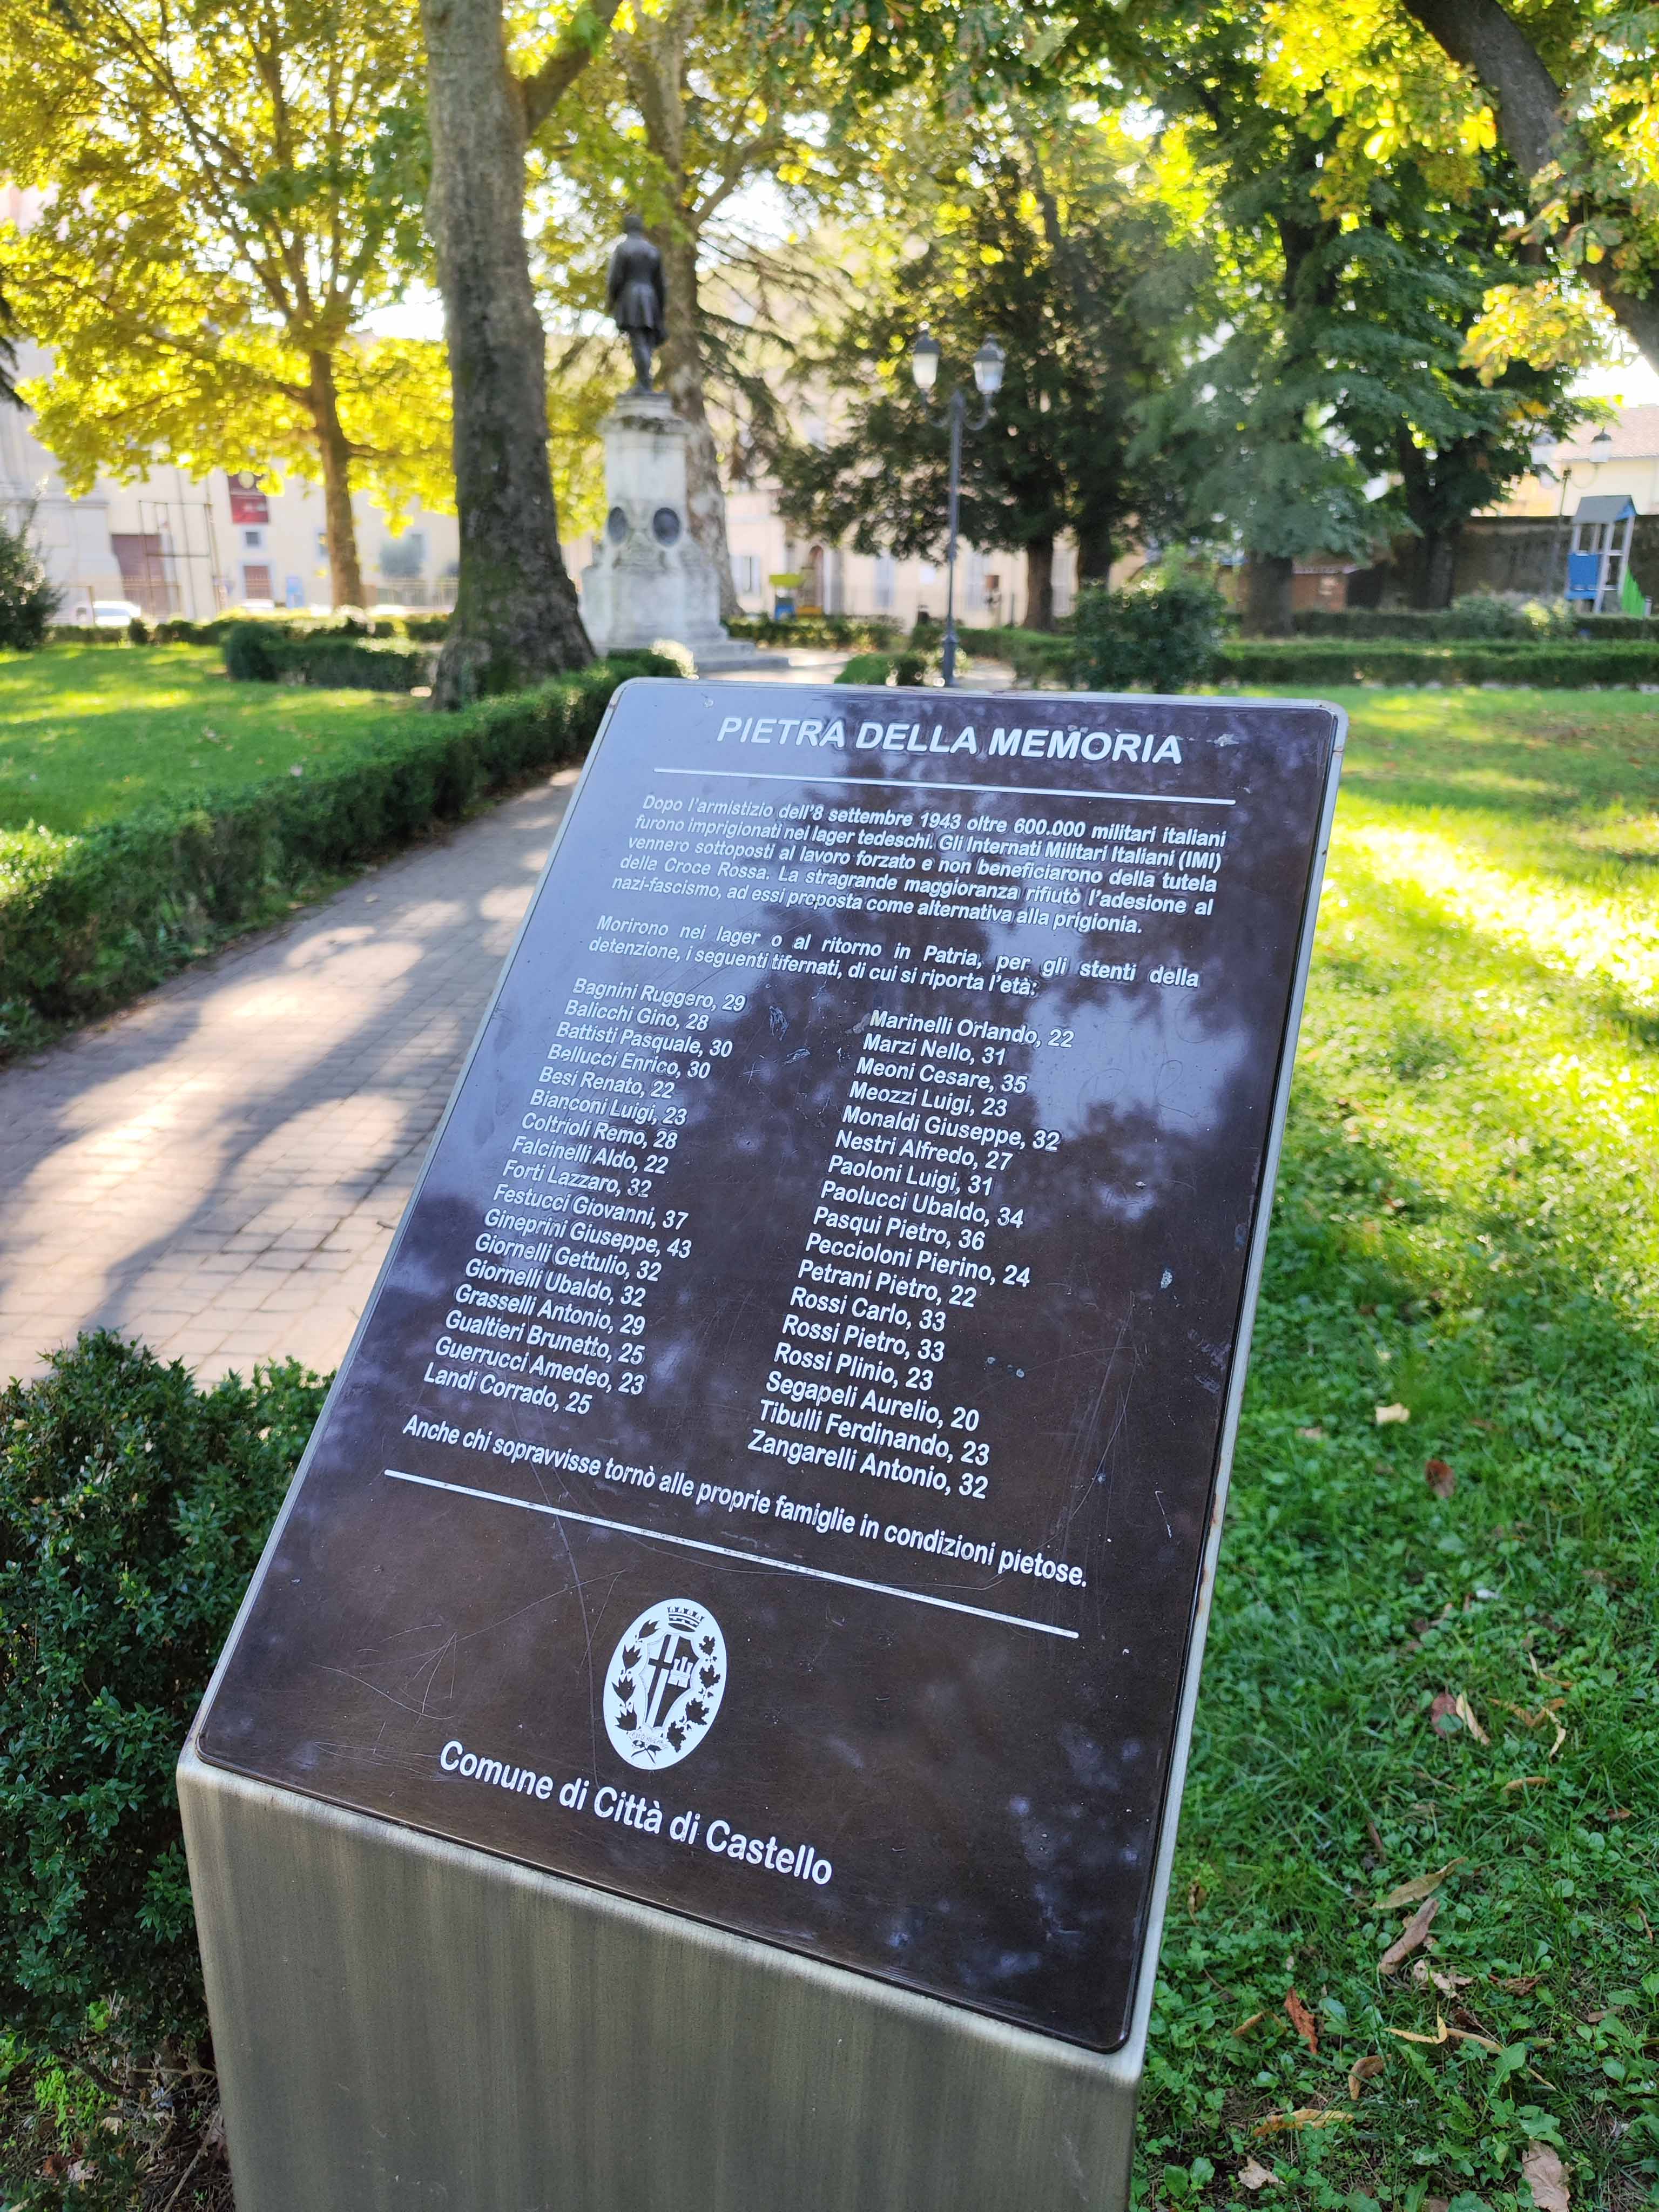 PIETRA DELLA MEMORIA
Dopo l'armistizio dell'8 settembre 1943 oltre 600.000 militari italiani
furono imprigionati nei lager tedeschi. Gli Internati Militari Italiani (IMI)
vennero sottoposti al lavoro forzato e non beneficiarono della tutela
della Croce Rossa. La stragrande maggioranza rifiutò l'adesione al
nazi-fascismo, ad essi proposta come alternativa alla prigionia.
Morirono nei lager o al ritorno in Patria, per gli stenti della
detenzione, i seguenti tifernati, di cui si riporta l'età:
Bagnini Ruggero, 29
Balicchi Gino, 28
Battisti Pasquale, 30
Bellucci Enrico, 30
Besi Renato, 22
Bianconi Luigi, 23
Coltrioli Remo, 28
Falcinelli Aldo, 22
Forti Lazzaro, 32
Festucci Giovanni, 37
Gineprini Giuseppe, 43
Giornelli Gettulio, 32
Giornelli Ubaldo, 32
Grasselli Antonio, 29
Gualtieri Brunetto, 25
Guerrucci Amedeo, 23
Landi Corrado, 25
Marinelli Orlando, 22
Marzi Nello, 31
Meoni Cesare, 35
Meozzi Luigi, 23
Monaldi Giuseppe, 32
Nestri Alfredo, 27
Paoloni Luigi, 31
Paolucci Ubaldo, 34
Pasqui Pietro, 36
Peccioloni Pierino, 24
Petrani Pietro, 22
Rossi Carlo, 33
Rossi Pietro, 33
Rossi Plinio, 23
Segapeli Aurelio, 20
Tibulli Ferdinando, 23
Zangarelli Antonio, 32
Anche chi sopravvisse tornò alle proprie famiglie in condizioni pietose.
Comune di Città di Castello